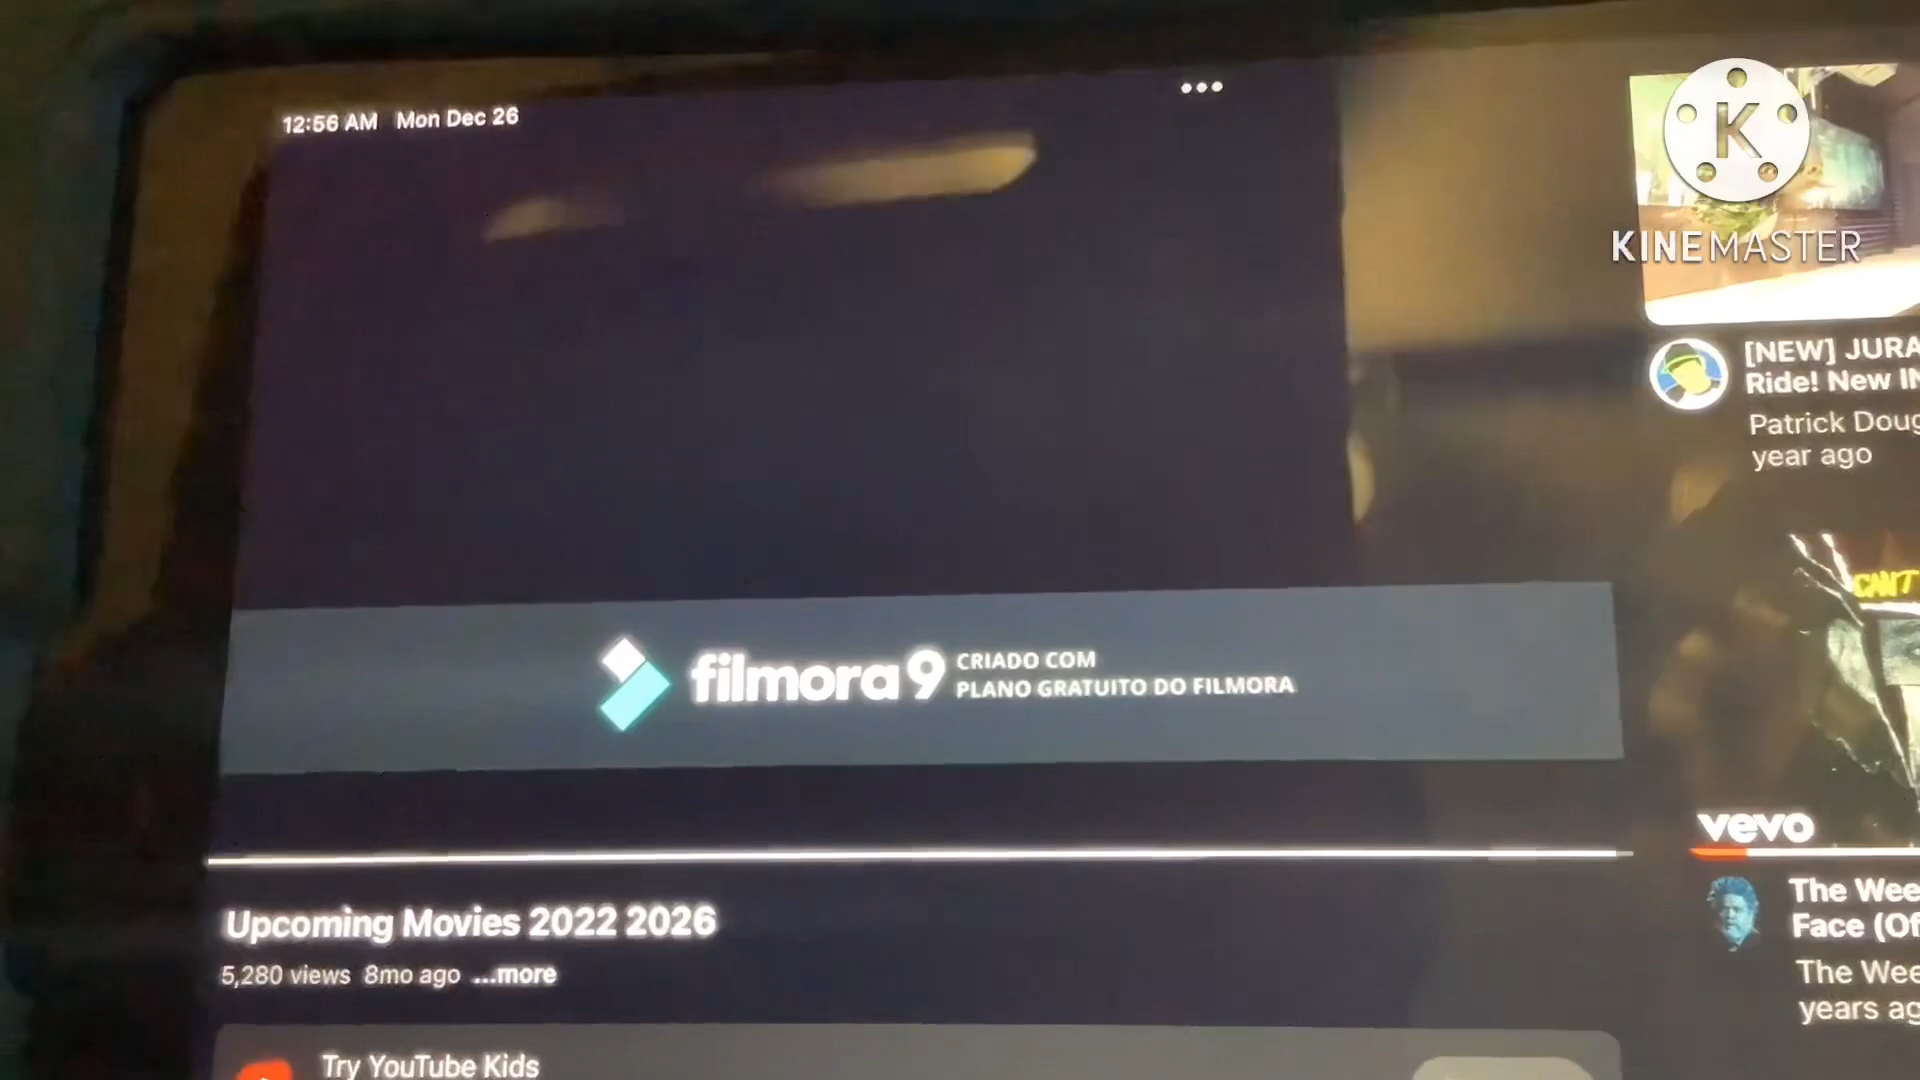 12:56 AM Mon Dec 26
K
KINEMASTER
[NEW] JURA
Ride! New IN
Patrick Doug
year ago
CAN'T
filmora9
CRIADO COM
PLANO GRATUITO DO FILMORA
vevo
Upcoming Movies 2022 2026
5,280 views 8mo ago ...more
The Wee
Face (Of
The Wee
years ag
Try YouTube Kids